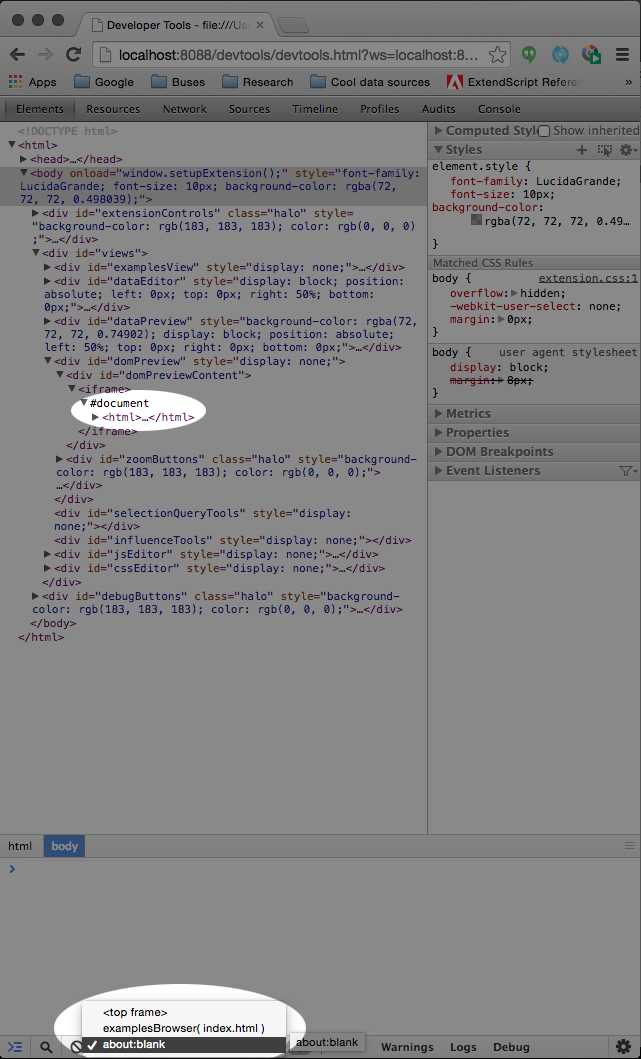 Developer Tools - file:///Use
localhost:8088/devtools/devtools.html?ws=localhost:8...
Apps Google Buses Research Cool data sources ExtendScript Referen »
Elements Resources Network Sources Timeline Profiles Audits Console
<!DOCTYPE html>
<html>
<head>…</head>
<body onload="window.setupExtension();" style="font-family:
LucidaGrande; font-size: 10px; background-color: rgba(72,
72, 72, 0.498039);">
<div id="extensionControls" class="halo" style=
"background-color: rgb(183, 183, 183); color: rgb(0, 0, 0)
;">…</div>
<div id="views">
<div id="examplesView" style="display: none;">…</div>
<div id="dataEditor" style="display: block; position:
absolute; left: 0px; top: 0px; right: 50%; bottom:
0px;">…</div>
<div id="dataPreview" style="background-color: rgba(72,
72, 72, 0.74902); display: block; position: absolute;
left: 50%; top: 0px; right: 0px; bottom: 0px;">…</div>
<div id="domPreview" style="display: none;">
<div id="domPreviewContent">
<iframe>
#document
<html>…</html>
</iframe>
</div>
<div id="zoomButtons" class="halo" style="background-
color: rgb(183, 183, 183); color: rgb(0, 0, 0);">
…</div>
</div>
<div id="selectionQueryTools" style="display:
none;"></div>
<div id="influenceTools" style="display: none;"></div>
<div id="jsEditor" style="display: none;">…</div>
<div id="cssEditor" style="display: none;">…</div>
</div>
<div id="debugButtons" class="halo" style="background-
color: rgb(183, 183, 183); color: rgb(0, 0, 0);">…</div>
</body>
</html>
Computed Style Show inherited
Styles
element.style {
font-family: LucidaGrande;
font-size: 10px;
background-color:
rgba(72, 72, 72, 0.49…
}
Matched CSS Rules
body { extension.css:1
overflow: hidden;
-webkit-user-select: none;
margin: 0px;
}
body { user agent stylesheet
display: block;
margin: 8px;
}
Metrics
Properties
DOM Breakpoints
Event Listeners
html body
<top frame>
examplesBrowser( index.html )
✓ about:blank
about:blank
Warnings Logs Debug